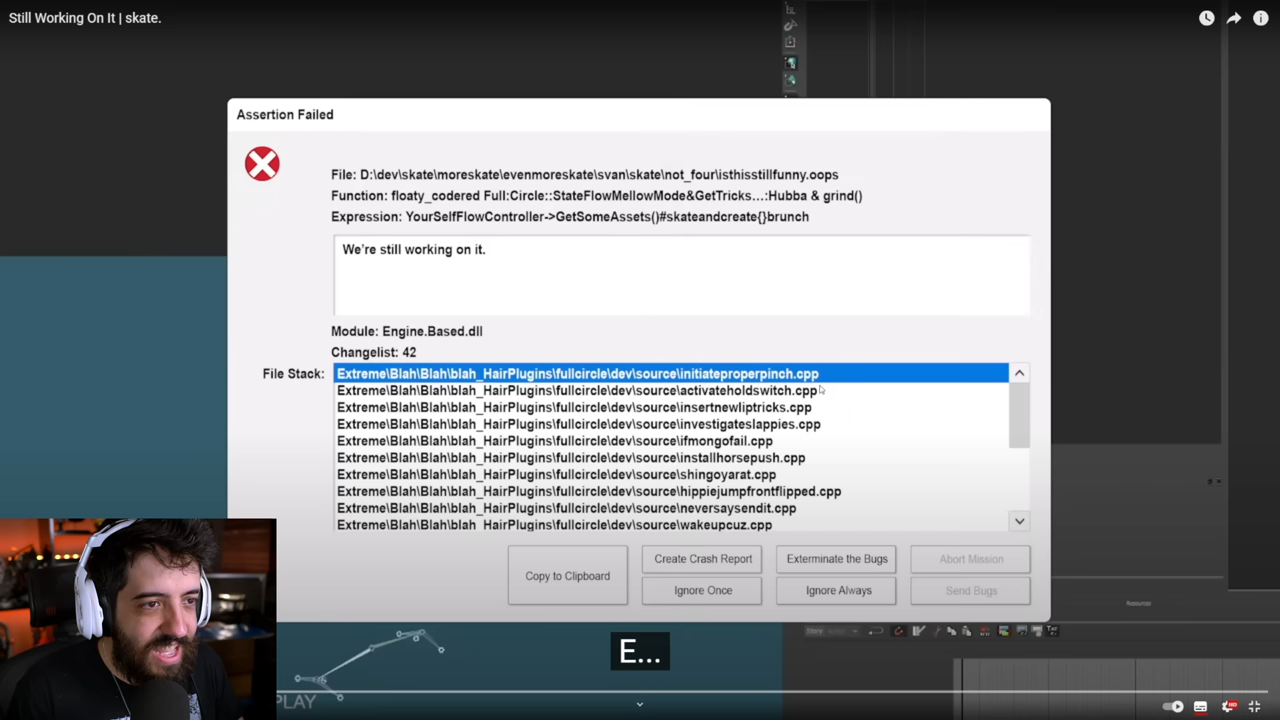 Still Working On It | skate.
Assertion Failed
File: D:\dev\skate\moreskate\evenmoreskate\svan\skate\not_four\isthisstillfunny.oops
Function: floaty_codered Full:Circle::StateFlowMellowMode&GetTricks...:Hubba & grind()
Expression: YourSelfFlowController->GetSomeAssets()#skateandcreate{}brunch
We're still working on it.
Module: Engine.Based.dll
Changelist: 42
File Stack: Extreme\Blah\Blah\blah_HairPlugins\fullcircle\dev\source\initiateproperpinch.cpp
Extreme\Blah\Blah\blah_HairPlugins\fullcircle\dev\source\activateholdswitch.cpp
Extreme\Blah\Blah\blah_HairPlugins\fullcircle\dev\source\insertnewliptricks.cpp
Extreme\Blah\Blah\blah_HairPlugins\fullcircle\dev\source\investigateslappies.cpp
Extreme\Blah\Blah\blah_HairPlugins\fullcircle\dev\source\ifmongofail.cpp
Extreme\Blah\Blah\blah_HairPlugins\fullcircle\dev\source\installhorsepush.cpp
Extreme\Blah\Blah\blah_HairPlugins\fullcircle\dev\source\shingoyarat.cpp
Extreme\Blah\Blah\blah_HairPlugins\fullcircle\dev\source\hippiejumpfrontflipped.cpp
Extreme\Blah\Blah\blah_HairPlugins\fullcircle\dev\source\neversaysendit.cpp
Extreme\Blah\Blah\blah_HairPlugins\fullcircle\dev\source\wakeupcuz.cpp
Copy to Clipboard
Create Crash Report
Exterminate the Bugs
Abort Mission
Ignore Once
Ignore Always
Send Bugs
E...
PLAY
HD